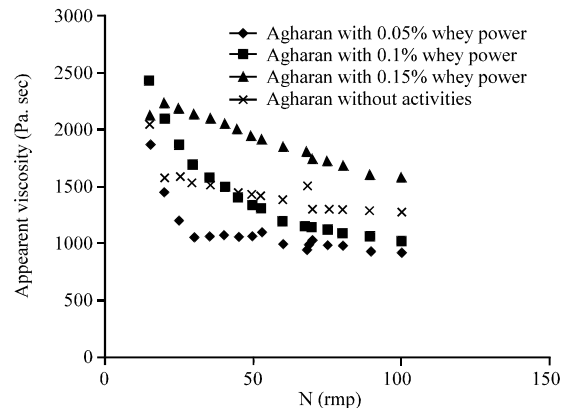 3000
2500
2000
1500
1000
500
0
Appearent viscosity (Pa. sec)
Agharan with 0.05% whey power
Agharan with 0.1% whey power
Agharan with 0.15% whey power
Agharan without activities
0 50 100 150
N (rmp)